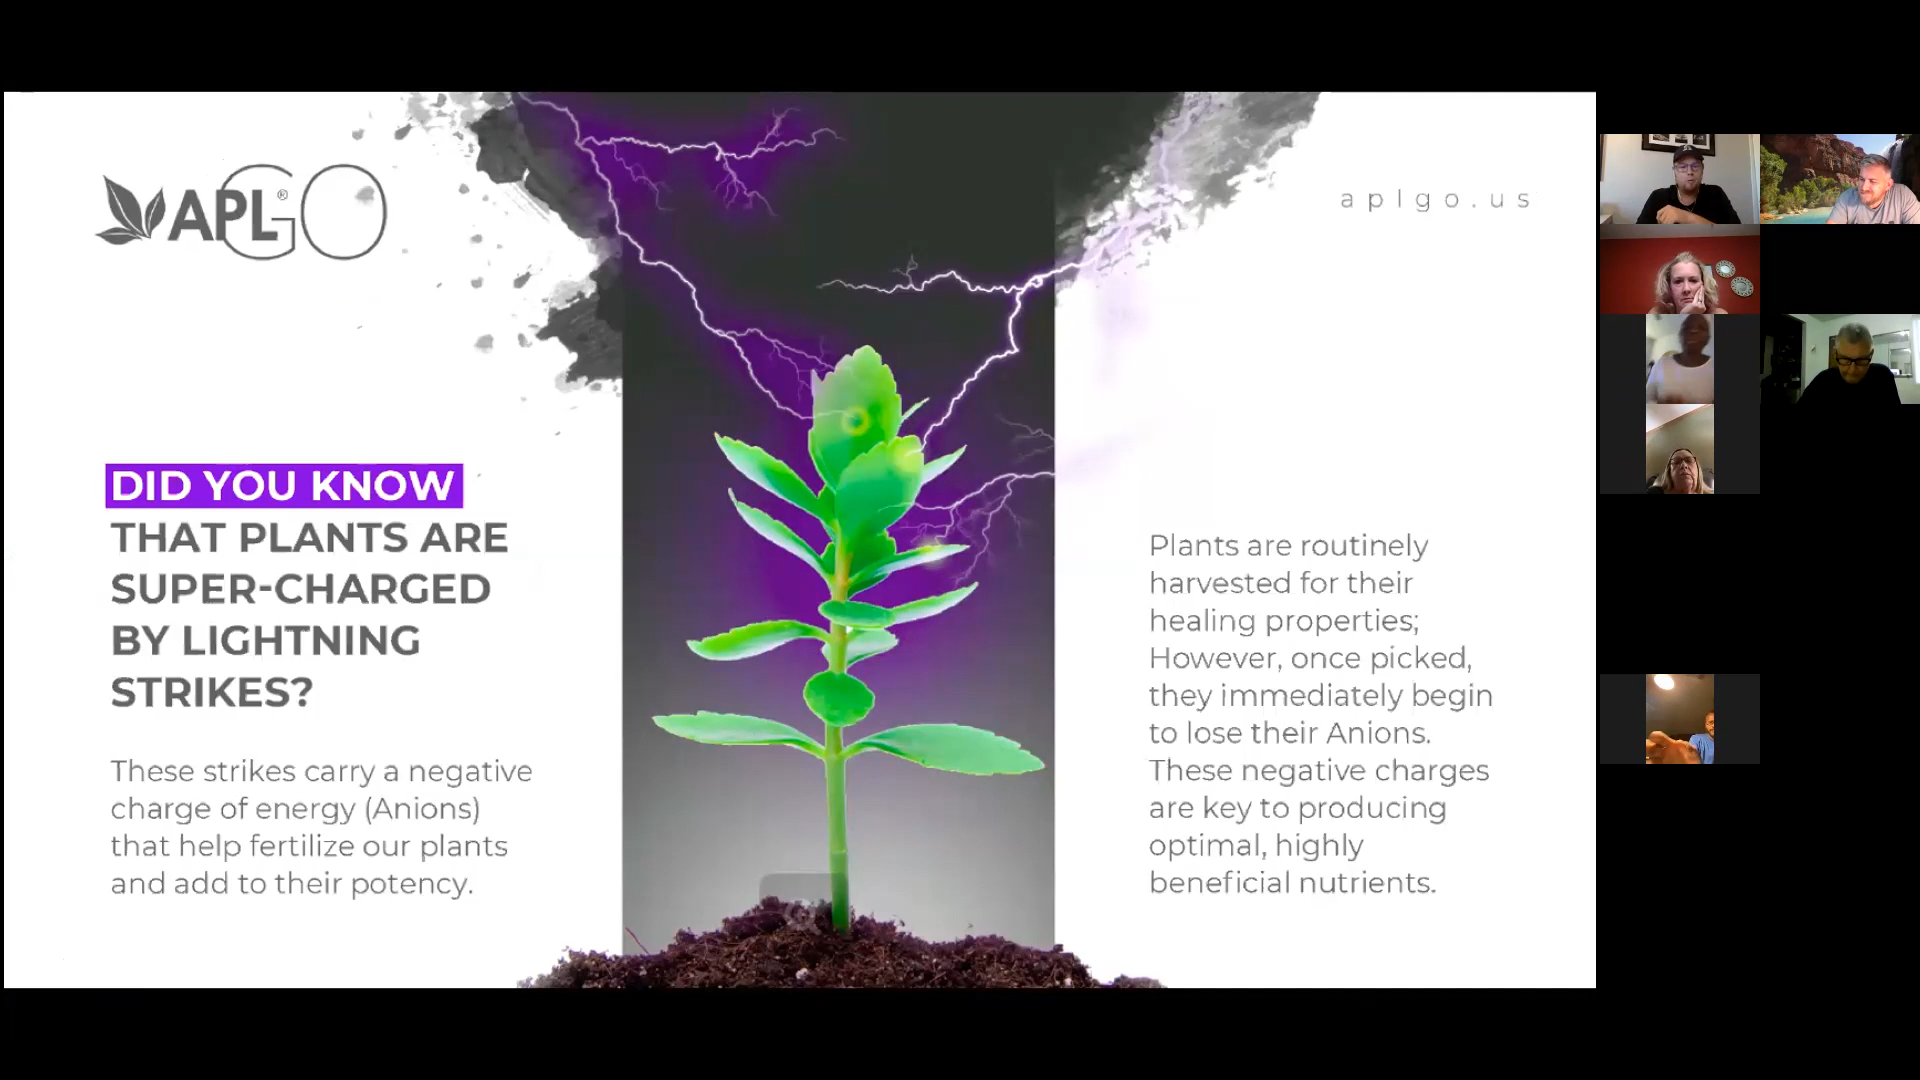 APL GO®
aplgo.us
DID YOU KNOW
THAT PLANTS ARE
SUPER-CHARGED
BY LIGHTNING
STRIKES?
These strikes carry a negative
charge of energy (Anions)
that help fertilize our plants
and add to their potency.
Plants are routinely
harvested for their
healing properties;
However, once picked,
they immediately begin
to lose their Anions.
These negative charges
are key to producing
optimal, highly
beneficial nutrients.